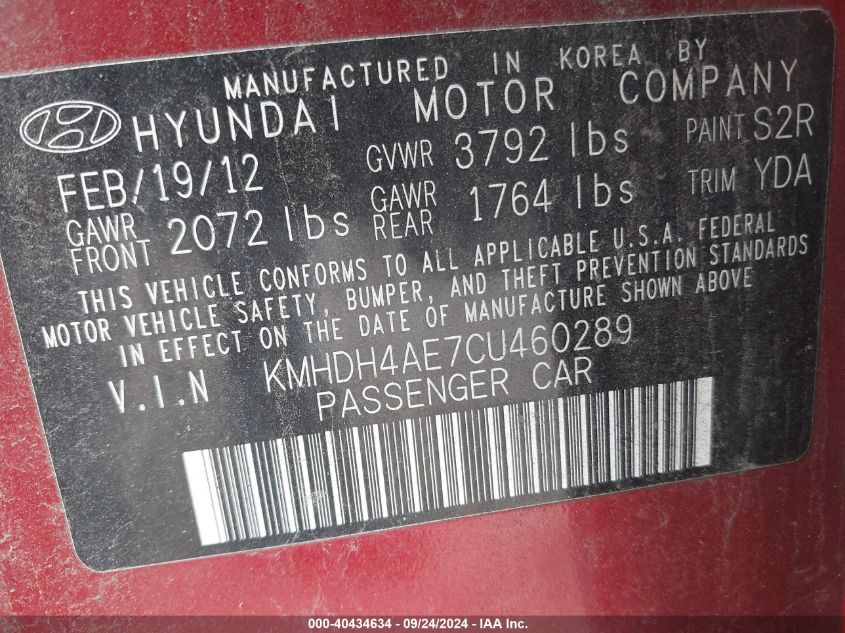 MANUFACTURED IN KOREA BY
HYUNDAI MOTOR COMPANY
FEB/19/12 GVWR 3792 lbs PAINT S2R
GAWR FRONT 2072 lbs GAWR REAR 1764 lbs TRIM YDA
THIS VEHICLE CONFORMS TO ALL APPLICABLE U.S.A. FEDERAL
MOTOR VEHICLE SAFETY, BUMPER, AND THEFT PREVENTION STANDARDS
IN EFFECT ON THE DATE OF MANUFACTURE SHOWN ABOVE
V.I.N KMHDH4AE7CU460289
PASSENGER CAR
000-40434634 - 09/24/2024 - IAA Inc.